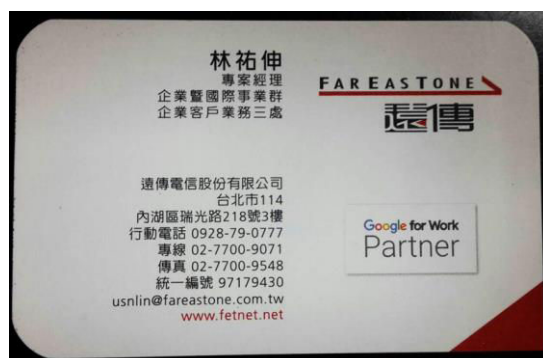 林祐伸
專案經理
企業暨國際事業群
企業客戶業務三處
FAREASTONE
遠傳
遠傳電信股份有限公司
台北市114
內湖區瑞光路218號3樓
行動電話 0928-79-0777
專線 02-7700-9071
傳真 02-7700-9548
統一編號 97179430
usnlin@fareastone.com.tw
www.fetnet.net
Google for Work
Partner